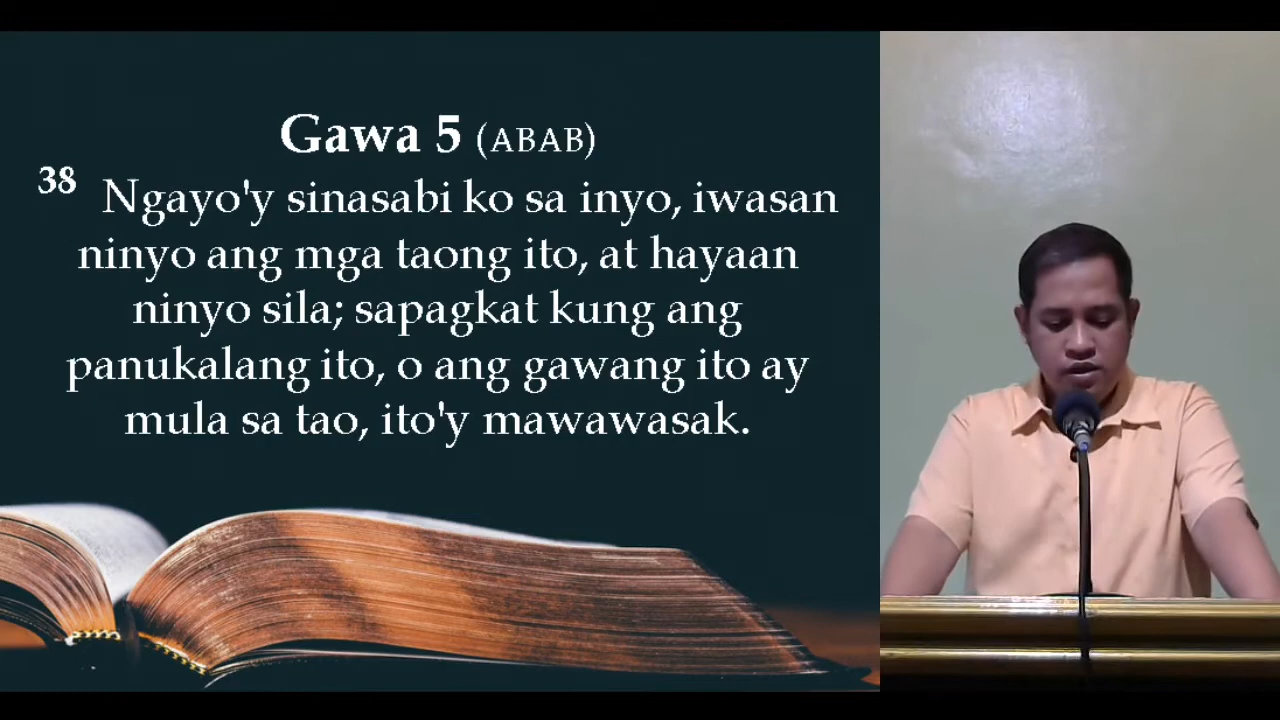 Gawa 5 (ABAB)
38 Ngayo'y sinasabi ko sa inyo, iwasan
ninyo ang mga taong ito, at hayaan
ninyo sila; sapagkat kung ang
panukalang ito, o ang gawang ito ay
mula sa tao, ito'y mawawasak.